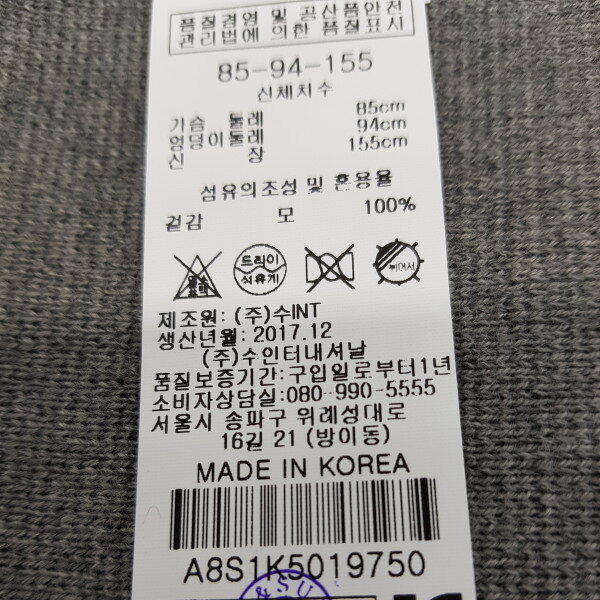 품질경영 및 공산품안전
관리법에 의한 품질표시
85-94-155
신체치수
가슴 둘레 85cm
엉덩이둘레 94cm
신 장 155cm
섬유의조성 및 혼용율
겉감 모 100%
드라이
석유계
뉘어서
제조원: (주)수INT
생산년월: 2017.12
(주)수인터내셔날
품질보증기간:구입일로부터1년
소비자상담실:080-990-5555
서울시 송파구 위례성대로
16길 21 (방이동)
MADE IN KOREA
A8S1K5019750
&SU